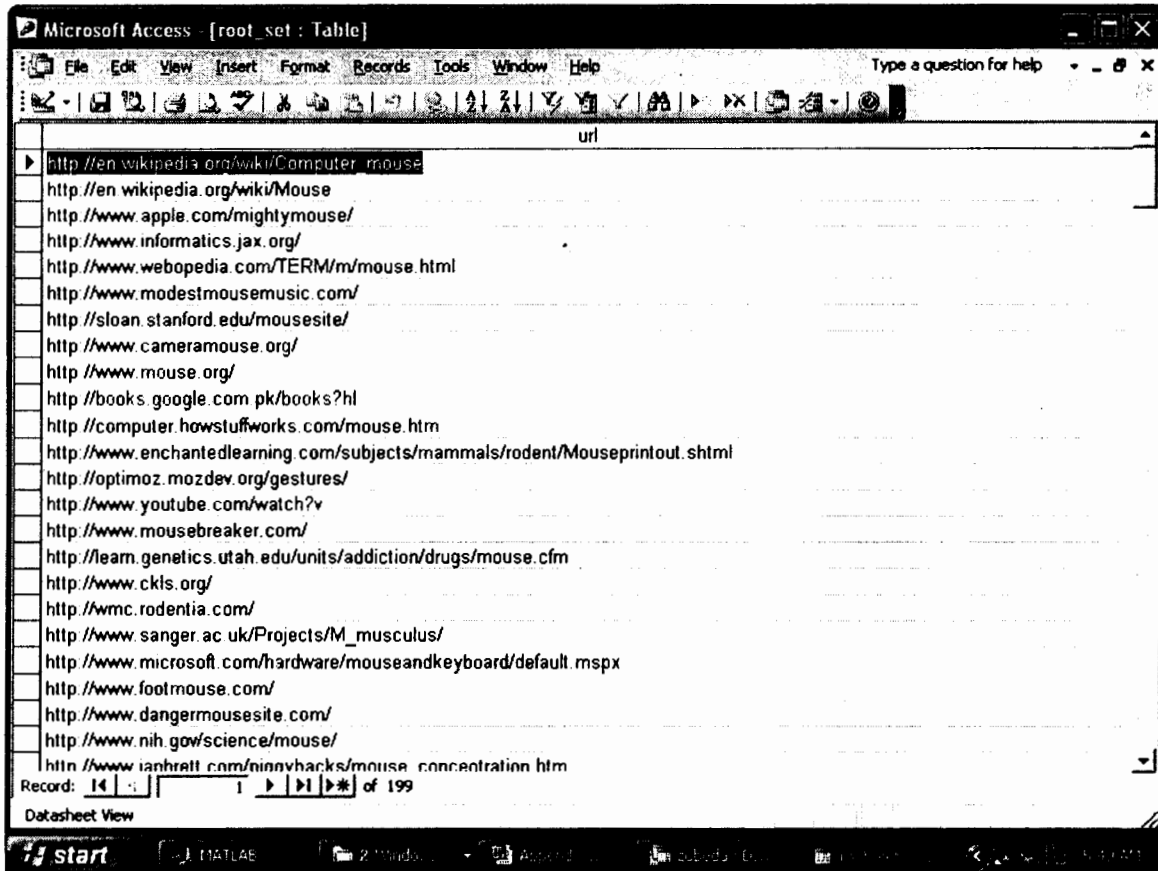 Microsoft Access - [root_set : Table]
File Edit View Insert Format Records Tools Window Help Type a question for help
url
http://en.wikipedia.org/wiki/Computer_mouse
http://en.wikipedia.org/wiki/Mouse
http://www.apple.com/mightymouse/
http://www.informatics.jax.org/
http://www.webopedia.com/TERM/m/mouse.html
http://www.modestmousemusic.com/
http://sloan.stanford.edu/mousesite/
http://www.cameramouse.org/
http://www.mouse.org/
http://books.google.com.pk/books?hl
http://computer.howstuffworks.com/mouse.htm
http://www.enchantedlearning.com/subjects/mammals/rodent/Mouseprintout.shtml
http://optimoz.mozdev.org/gestures/
http://www.youtube.com/watch?v
http://www.mousebreaker.com/
http://learn.genetics.utah.edu/units/addiction/drugs/mouse.cfm
http://www.ckls.org/
http://wmc.rodentia.com/
http://www.sanger.ac.uk/Projects/M_musculus/
http://www.microsoft.com/hardware/mouseandkeyboard/default.mspx
http://www.footmouse.com/
http://www.dangermousesite.com/
http://www.nih.gov/science/mouse/
http://www.janbrett.com/piggybacks/mouse_concentration.htm
Record: 1 of 199
Datasheet View
start MATLAB